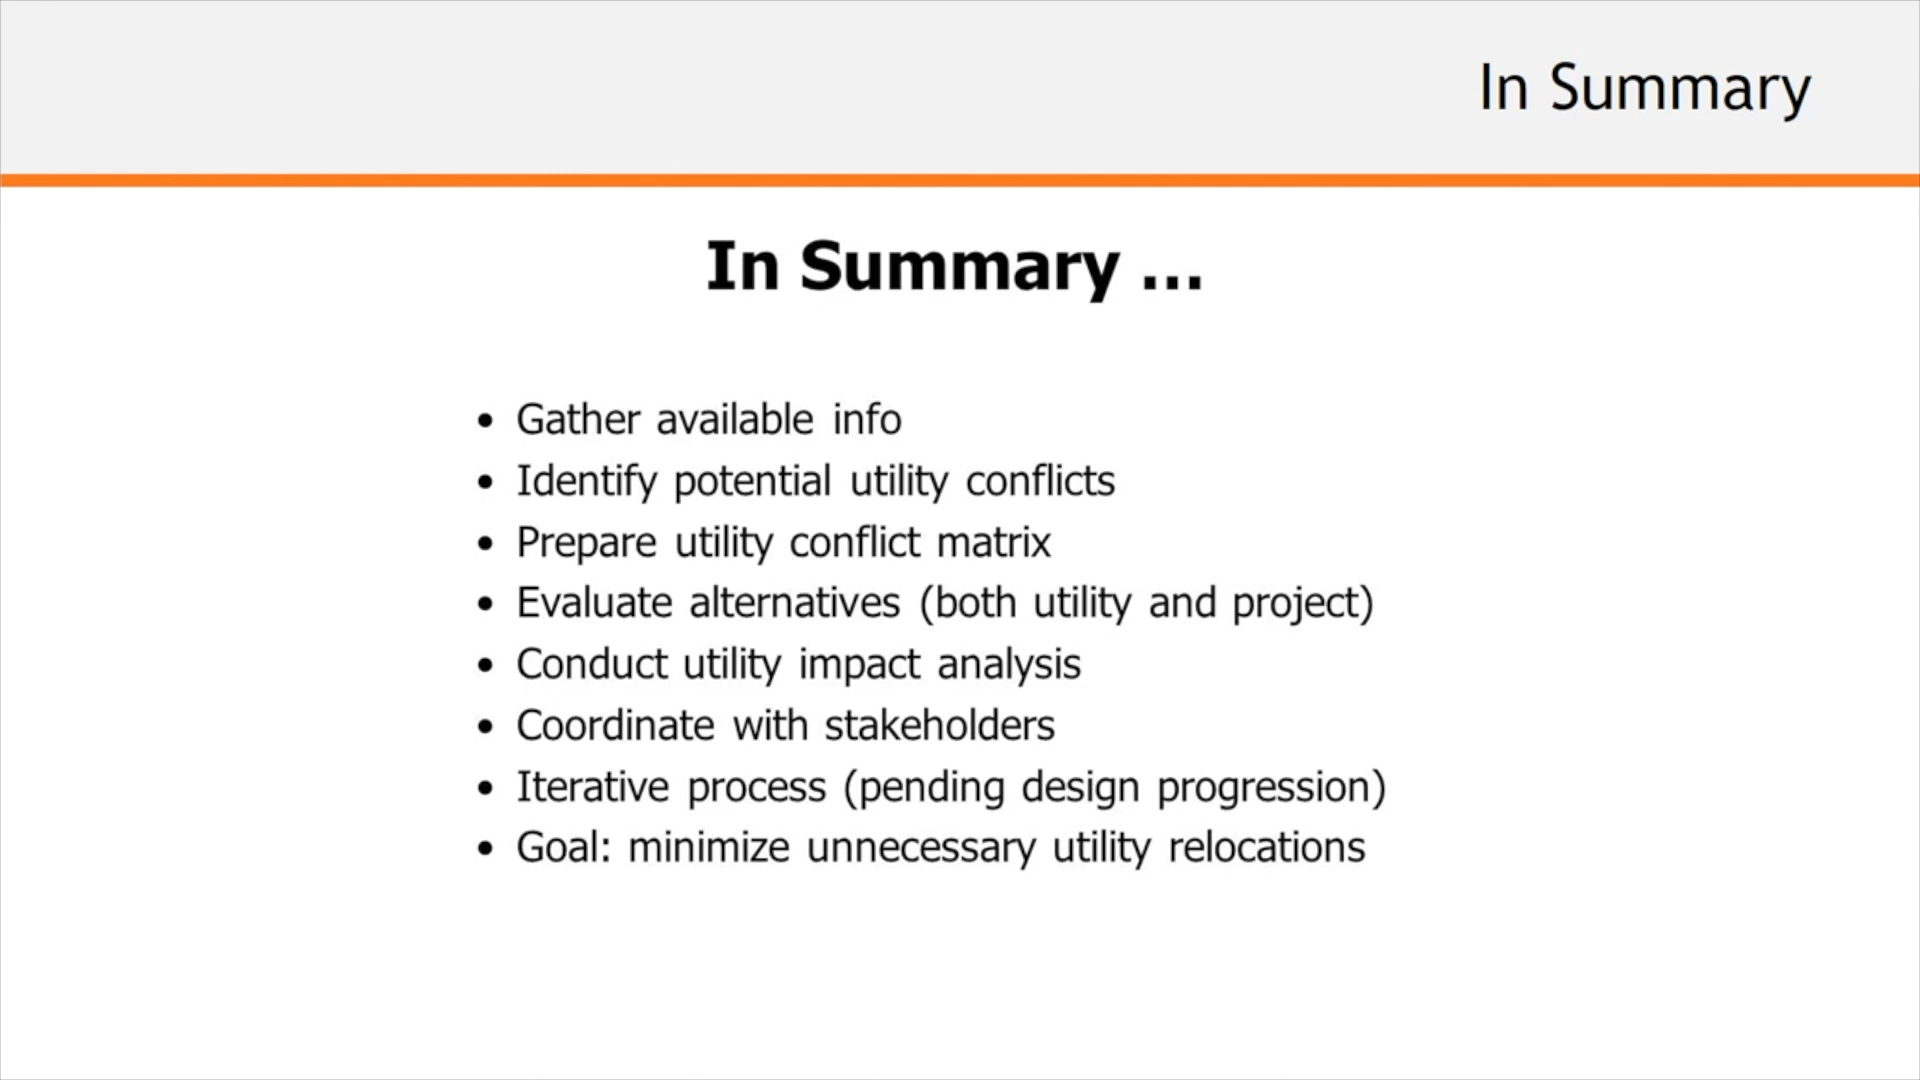 In Summary
In Summary ...
• Gather available info
• Identify potential utility conflicts
• Prepare utility conflict matrix
• Evaluate alternatives (both utility and project)
• Conduct utility impact analysis
• Coordinate with stakeholders
• Iterative process (pending design progression)
• Goal: minimize unnecessary utility relocations